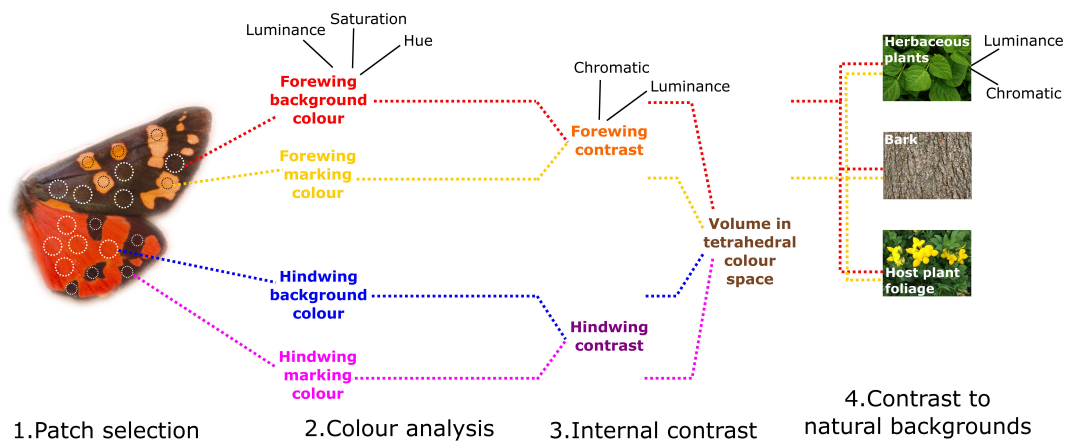 Luminance
Saturation
Hue
Forewing
background
colour
Forewing
marking
colour
Hindwing
background
colour
Hindwing
marking
colour
Chromatic
Luminance
Forewing
contrast
Hindwing
contrast
Volume in
tetrahedral
colour
space
Herbaceous
plants
Luminance
Chromatic
Bark
Host plant
foliage
1.Patch selection
2.Colour analysis
3.Internal contrast
4.Contrast to
natural backgrounds